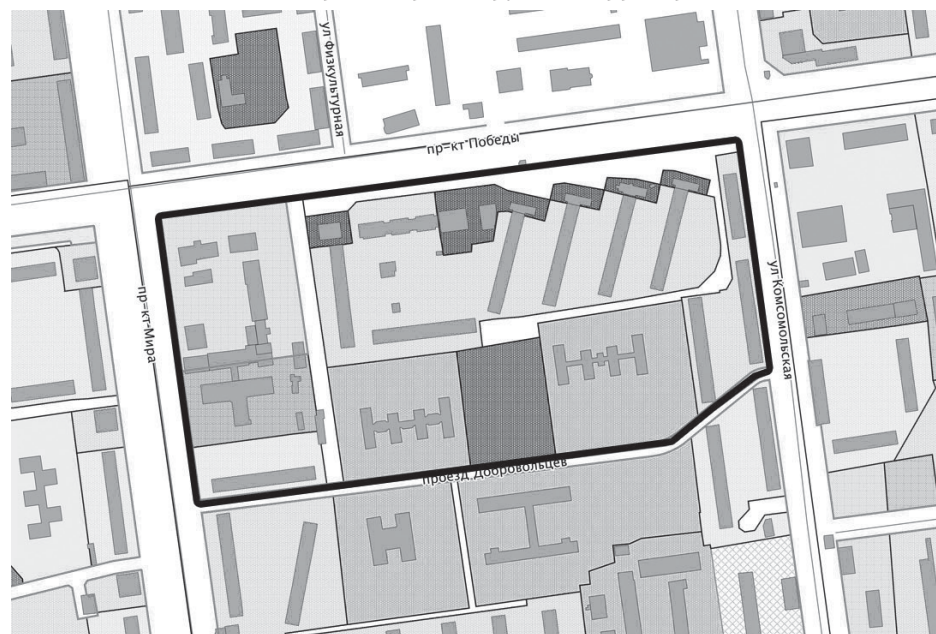 ул Физкультурная
пр-кт Победы
пр-кт Мира
ул Комсомольская
проезд Добровольцев